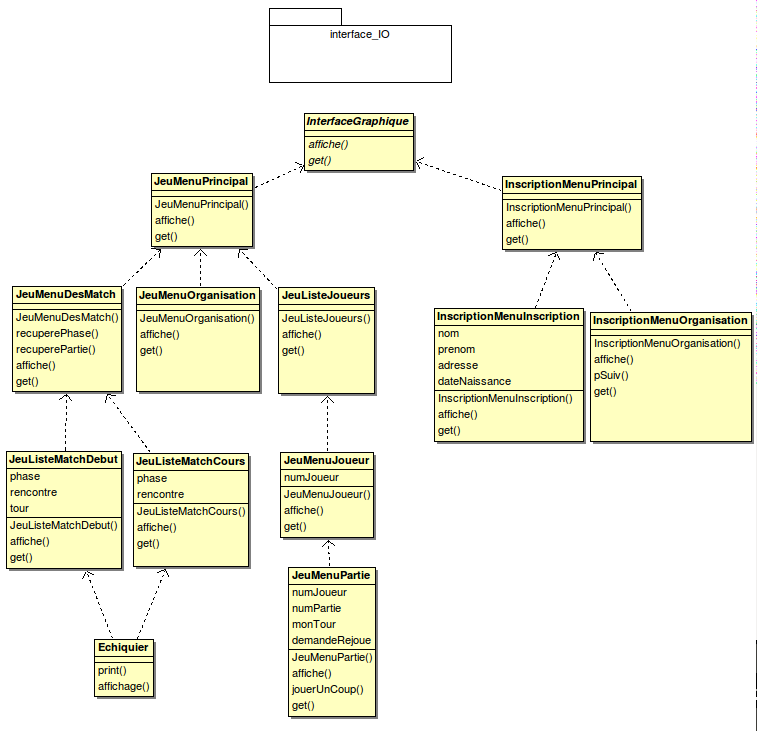 interface_IO
InterfaceGraphique
affiche()
get()
JeuMenuPrincipal
JeuMenuPrincipal()
affiche()
get()
InscriptionMenuPrincipal
InscriptionMenuPrincipal()
affiche()
get()
JeuMenuDesMatch
JeuMenuDesMatch()
recuperePhase()
recuperePartie()
affiche()
get()
JeuMenuOrganisation
JeuMenuOrganisation()
affiche()
get()
JeuListeJoueurs
JeuListeJoueurs()
affiche()
get()
InscriptionMenuInscription
nom
prenom
adresse
dateNaissance
InscriptionMenuInscription()
affiche()
get()
InscriptionMenuOrganisation
InscriptionMenuOrganisation()
affiche()
pSuiv()
get()
JeuListeMatchDebut
phase
rencontre
tour
JeuListeMatchDebut()
affiche()
get()
JeuListeMatchCours
phase
rencontre
JeuListeMatchCours()
affiche()
get()
JeuMenuJoueur
numJoueur
JeuMenuJoueur()
affiche()
get()
JeuMenuPartie
numJoueur
numPartie
monTour
demandeRejoue
JeuMenuPartie()
affiche()
jouerUnCoup()
get()
Echiquier
print()
affichage()